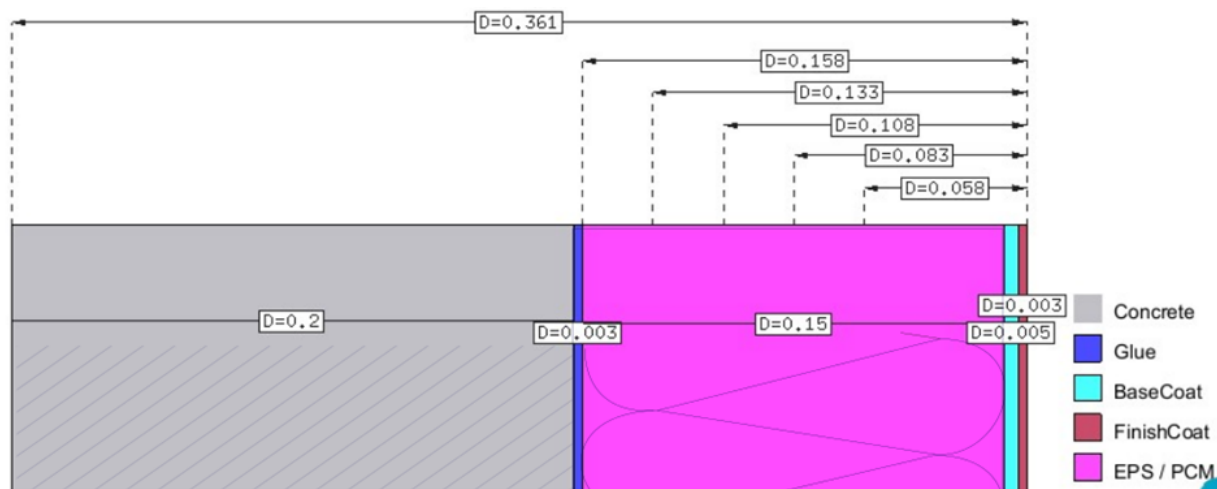 D=0.361
D=0.158
D=0.133
D=0.108
D=0.083
D=0.058
D=0.003
D=0.2
D=0.15
D=0.003
D=0.005
Concrete
Glue
BaseCoat
FinishCoat
EPS / PCM